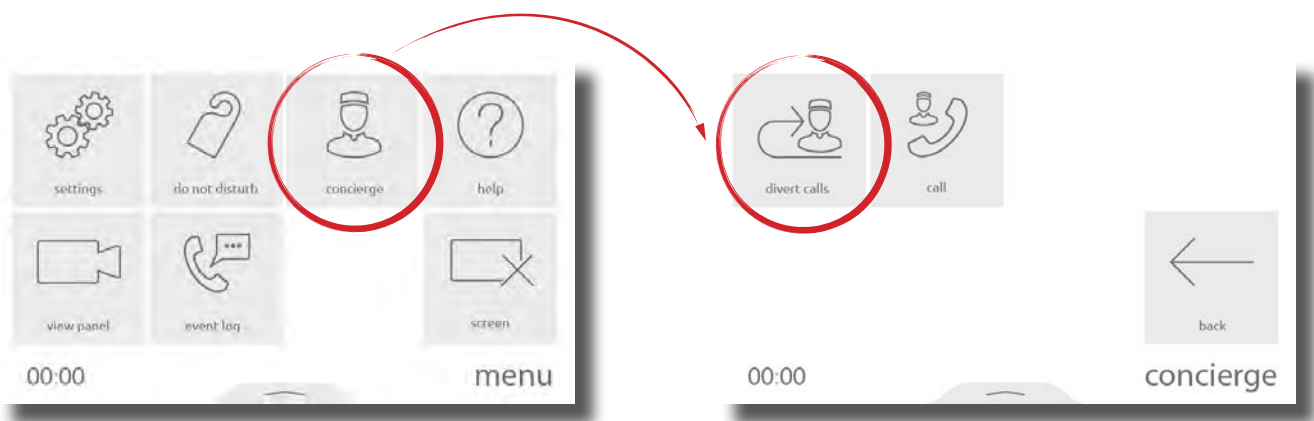 settings
do not disturb
concierge
help
view panel
event log
screen
00:00
menu
divert calls
call
back
00:00
concierge